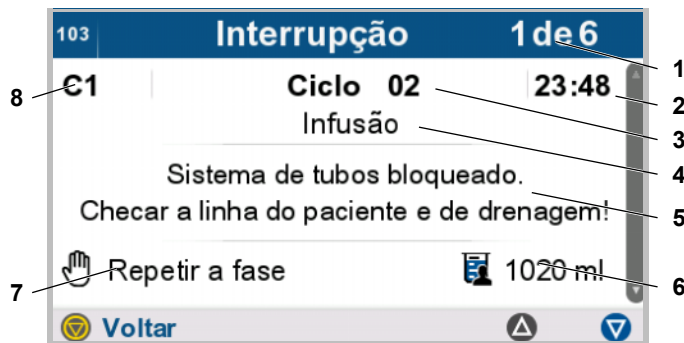 103 Interrupção 1 de 6
1
C1 Ciclo 02 23:48
8
2
3
Infusão
4
Sistema de tubos bloqueado.
Checar a linha do paciente e de drenagem!
5
Repetir a fase 1020 ml
7
6
Voltar